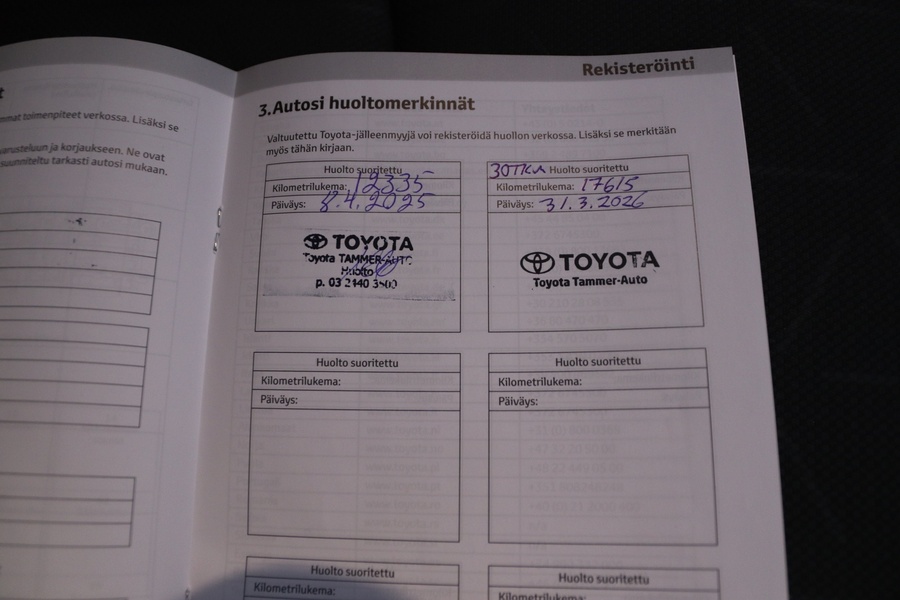 Rekisteröinti
t
mat toimenpiteet verkossa. Lisäksi se
varusteluun ja korjaukseen. Ne ovat
suunniteltu tarkasti autosi mukaan.
3. Autosi huoltomerkinnät
Valtuutettu Toyota-jälleenmyyjä voi rekisteröidä huollon verkossa. Lisäksi se merkitään
myös tähän kirjaan.
Huolto suoritettu
Kilometrilukema: 12335
Päiväys: 8.4.2025
TOYOTA
Toyota TAMMER-AUTO
Huolto
p. 03 2140 3500
30TKM Huolto suoritettu
Kilometrilukema: 17615
Päiväys: 31.3.2026
TOYOTA
Toyota Tammer-Auto
Huolto suoritettu
Kilometrilukema:
Päiväys:
Huolto suoritettu
Kilometrilukema:
Päiväys:
Huolto suoritettu
Kilometrilukema:
Huolto suoritettu
Kilometrilukema: